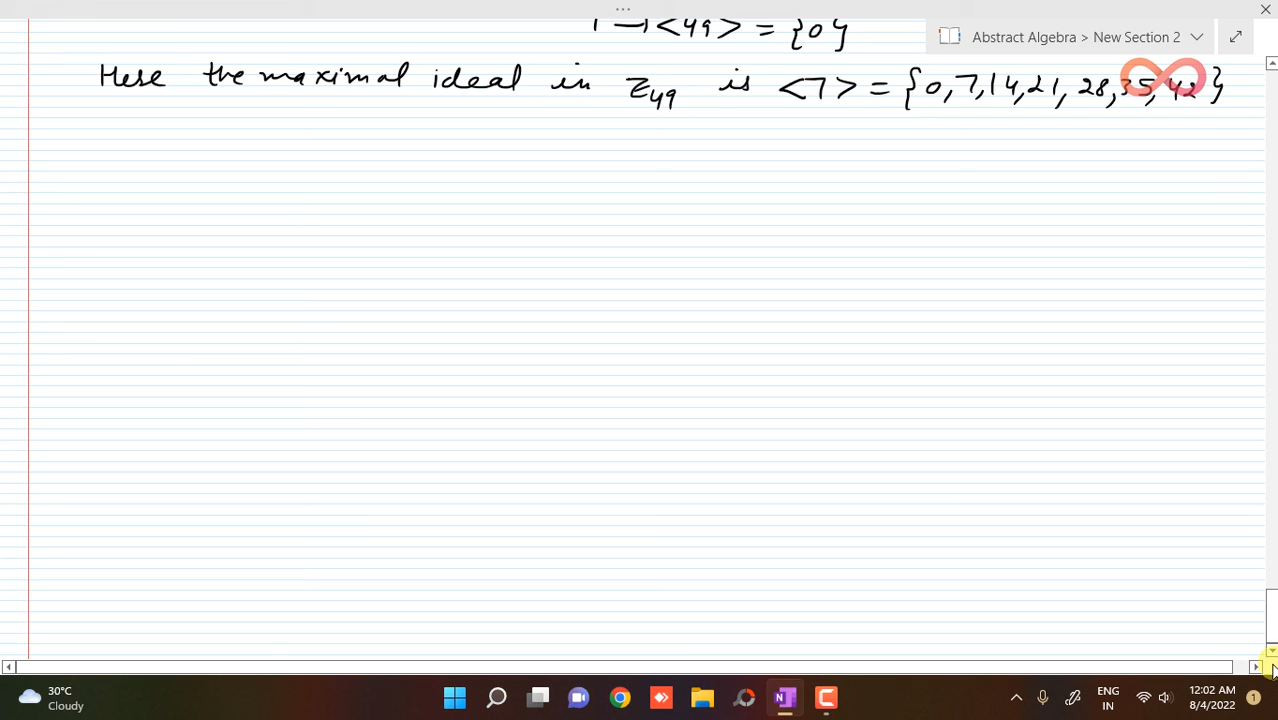 ...
Abstract Algebra > New Section 2
<49> = {0}
Here the maximal ideal in Z49 is <7> = {0,7,14,21,28,35,42}
30°C
Cloudy
ENG
IN
12:02 AM
8/4/2022
1